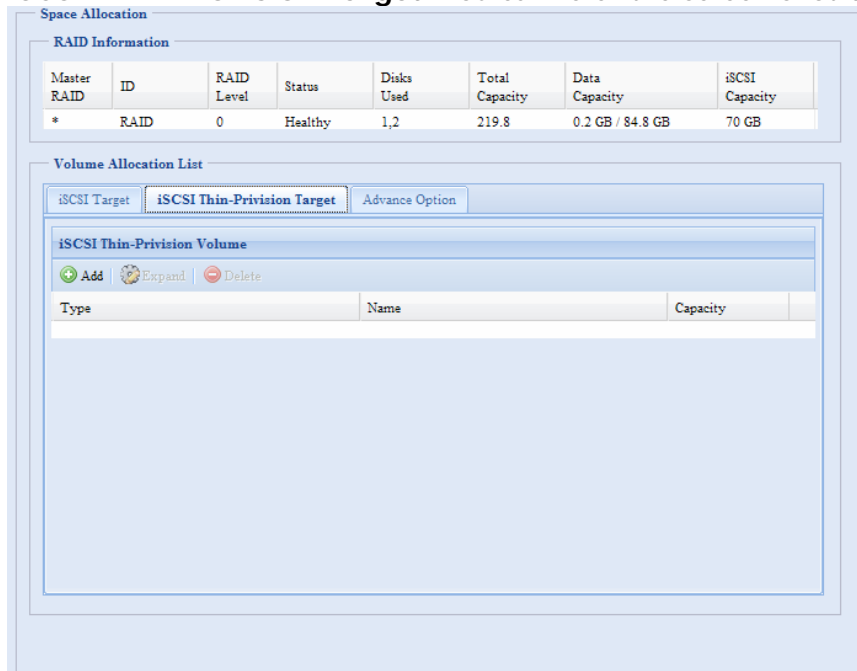 Space Allocation
RAID Information
Master RAID ID RAID Level Status Disks Used Total Capacity Data Capacity iSCSI Capacity
* RAID 0 Healthy 1,2 219.8 0.2 GB / 84.8 GB 70 GB
Volume Allocation List
iSCSI Target iSCSI Thin-Privision Target Advance Option
iSCSI Thin-Privision Volume
Add Expand Delete
Type Name Capacity